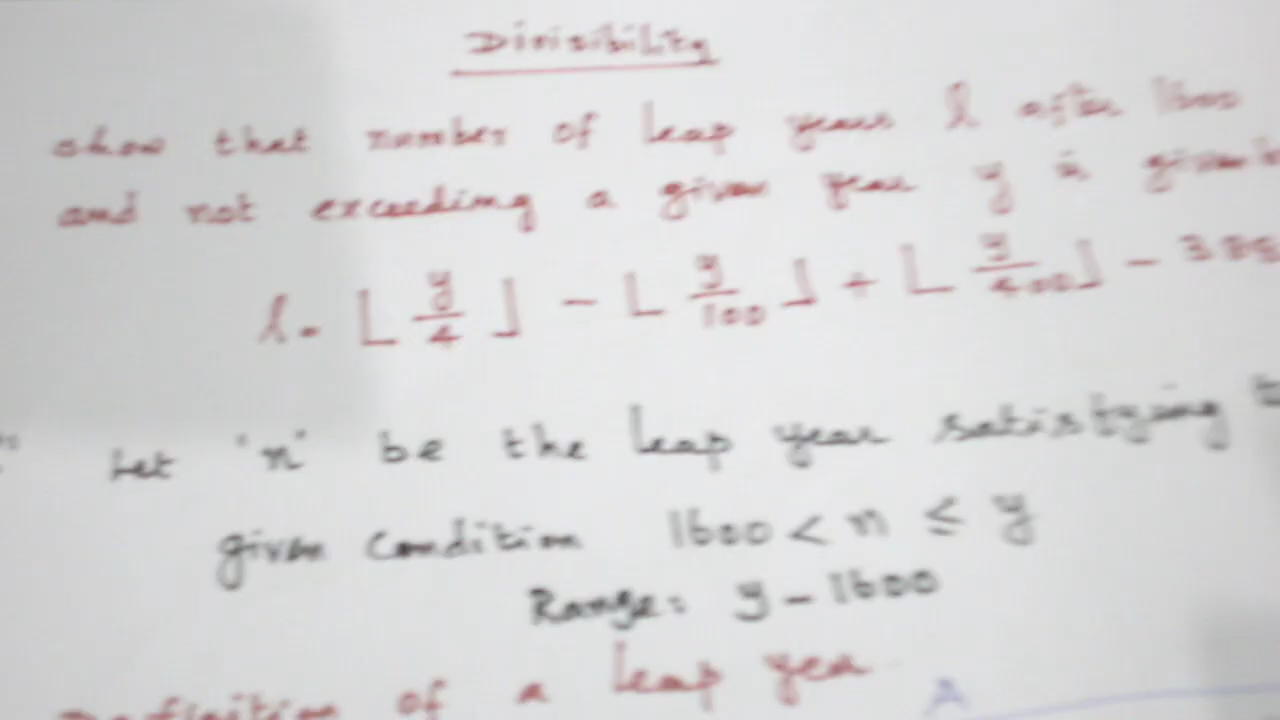 Divisibility
show that number of leap years l after 1600
and not exceeding a given year y is given
l = ⌊ y/4 ⌋ - ⌊ y/100 ⌋ + ⌊ y/400 ⌋ - 388
Let 'n' be the leap year satisfying
given condition 1600 < n ≤ y
Range = y - 1600
Definition of a leap year
A